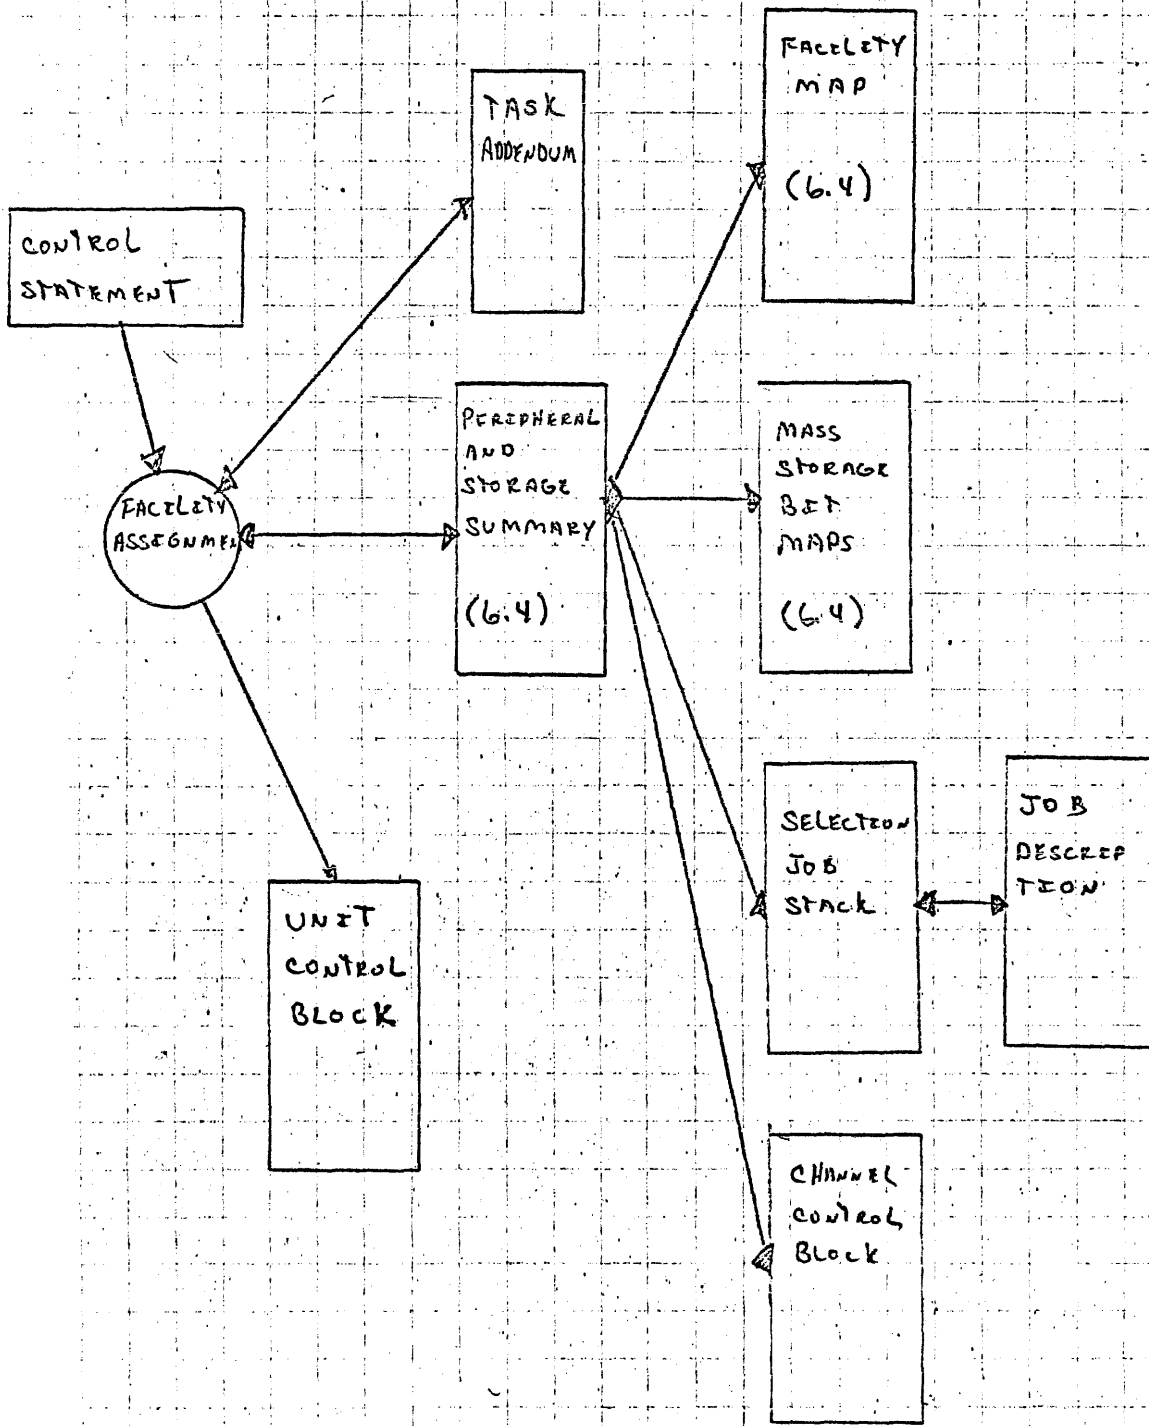 FACILITY
MAP
(6.4)
TASK
ADDENDUM
CONTROL
STATEMENT
PERIPHERAL
AND
STORAGE
SUMMARY
(6.4)
MASS
STORAGE
BIT
MAPS
(6.4)
FACILITY
ASSIGNMEN
SELECTION
JOB
STACK
JOB
DESCRIP
TION
UNIT
CONTROL
BLOCK
CHANNEL
CONTROL
BLOCK